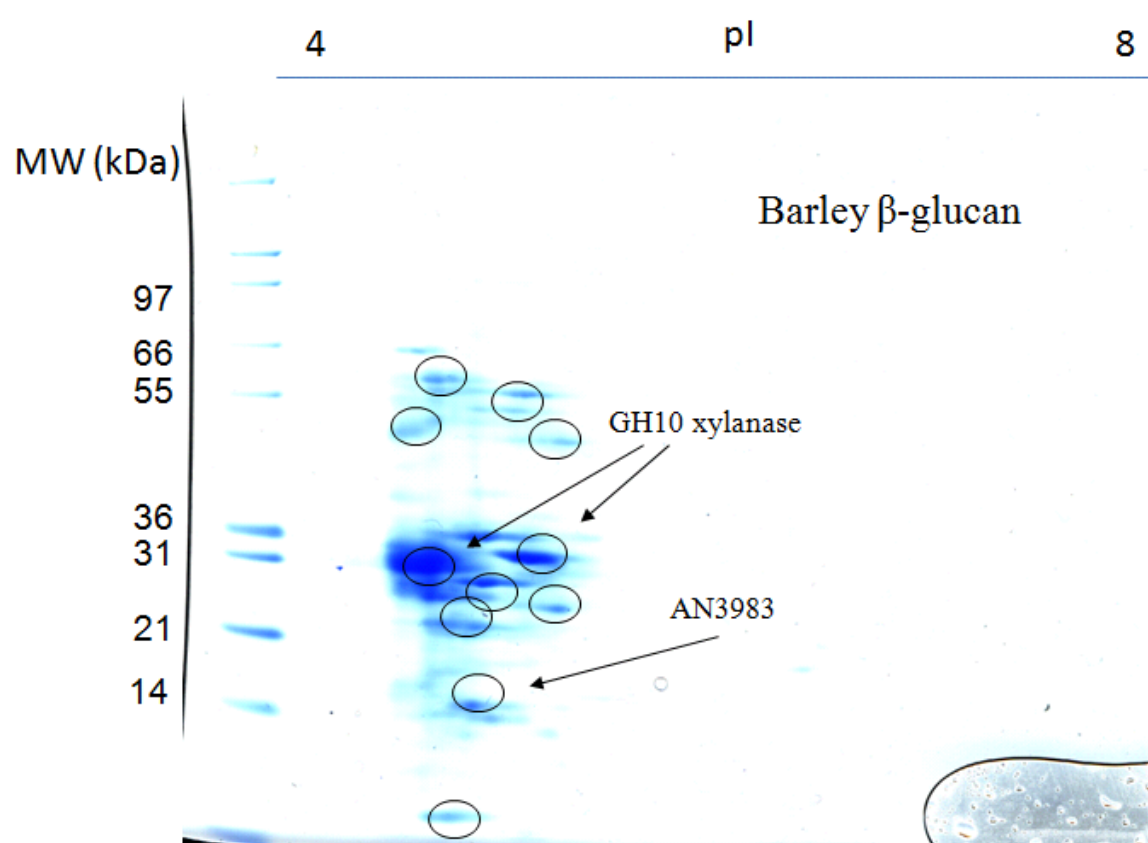 4 pI 8
MW (kDa)
Barley β-glucan
97
66
55
GH10 xylanase
36
31
AN3983
21
14